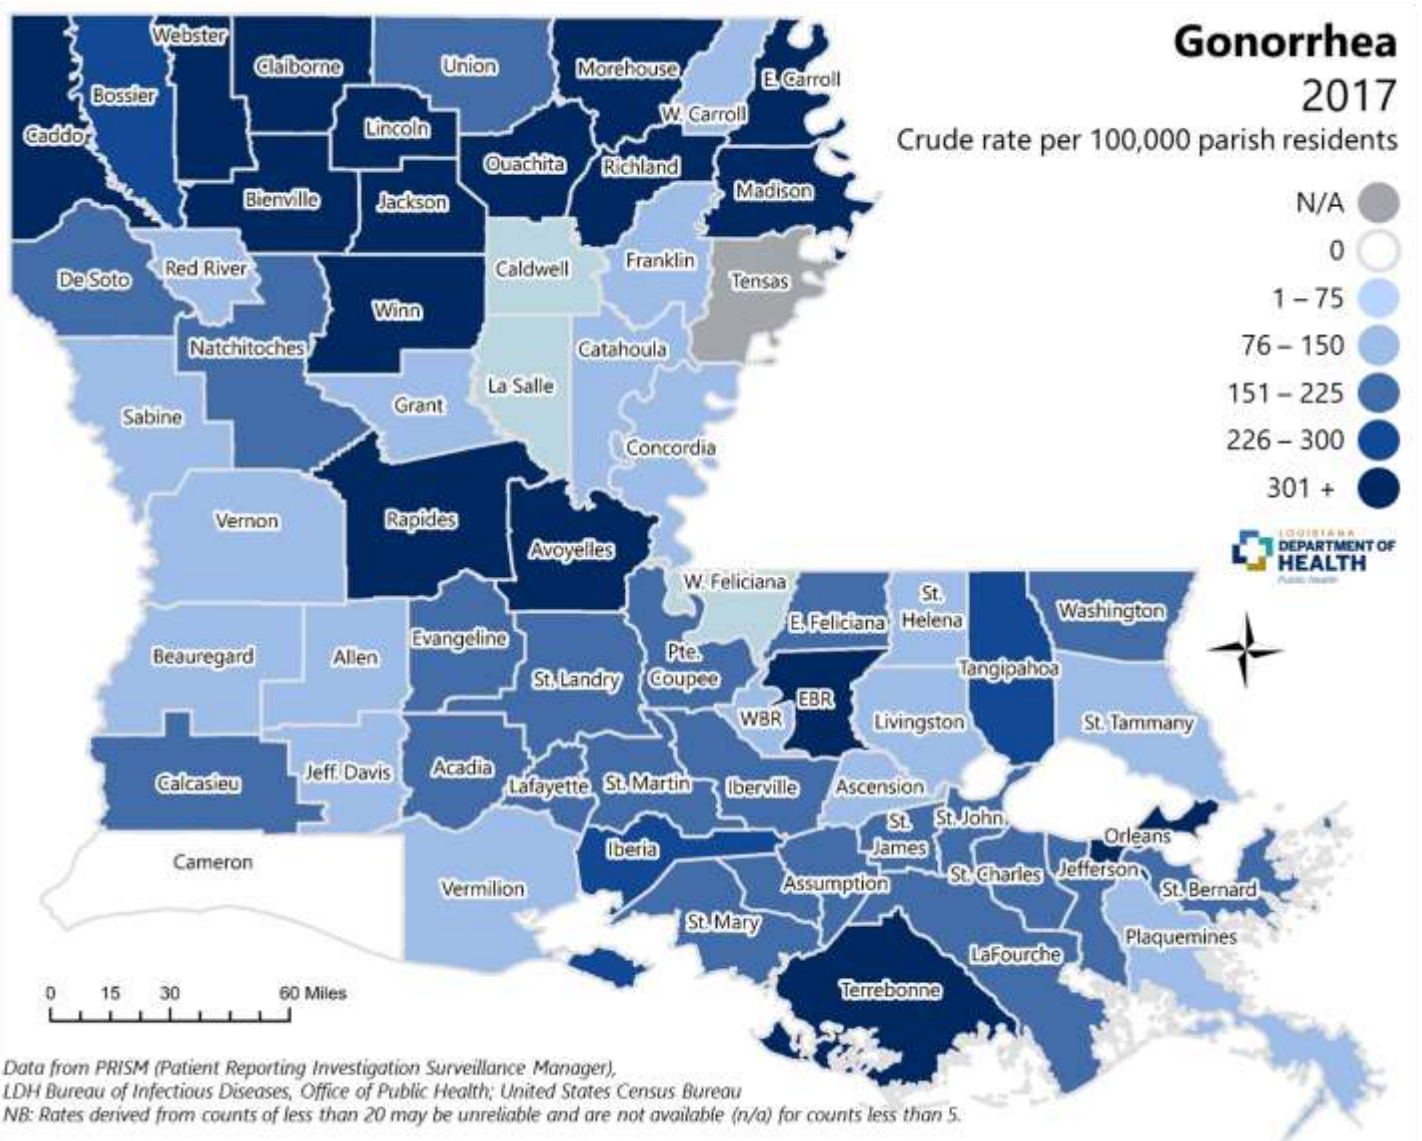 Gonorrhea
2017
Crude rate per 100,000 parish residents
N/A
0
1 – 75
76 – 150
151 – 225
226 – 300
301 +
LOUISIANA
DEPARTMENT OF
HEALTH
Public Health
Webster
Claiborne
Union
Morehouse
E. Carroll
Bossier
W. Carroll
Caddo
Lincoln
Ouachita
Richland
Bienville
Jackson
Madison
De Soto
Red River
Caldwell
Franklin
Tensas
Winn
Natchitoches
Catahoula
La Salle
Sabine
Grant
Concordia
Vernon
Rapides
Avoyelles
W. Feliciana
St.
Helena
E. Feliciana
Washington
Evangeline
Beauregard
Allen
Pte.
Coupee
St. Landry
Tangipahoa
EBR
WBR
Livingston
St. Tammany
Calcasieu
Jeff. Davis
Acadia
Lafayette
St. Martin
Iberville
Ascension
St.
James
St. John
Orleans
Cameron
Iberia
Vermilion
Assumption
St. Charles
Jefferson
St. Bernard
St. Mary
Plaquemines
LaFourche
Terrebonne
0 15 30 60 Miles
Data from PRISM (Patient Reporting Investigation Surveillance Manager),
LDH Bureau of Infectious Diseases, Office of Public Health; United States Census Bureau
NB: Rates derived from counts of less than 20 may be unreliable and are not available (n/a) for counts less than 5.